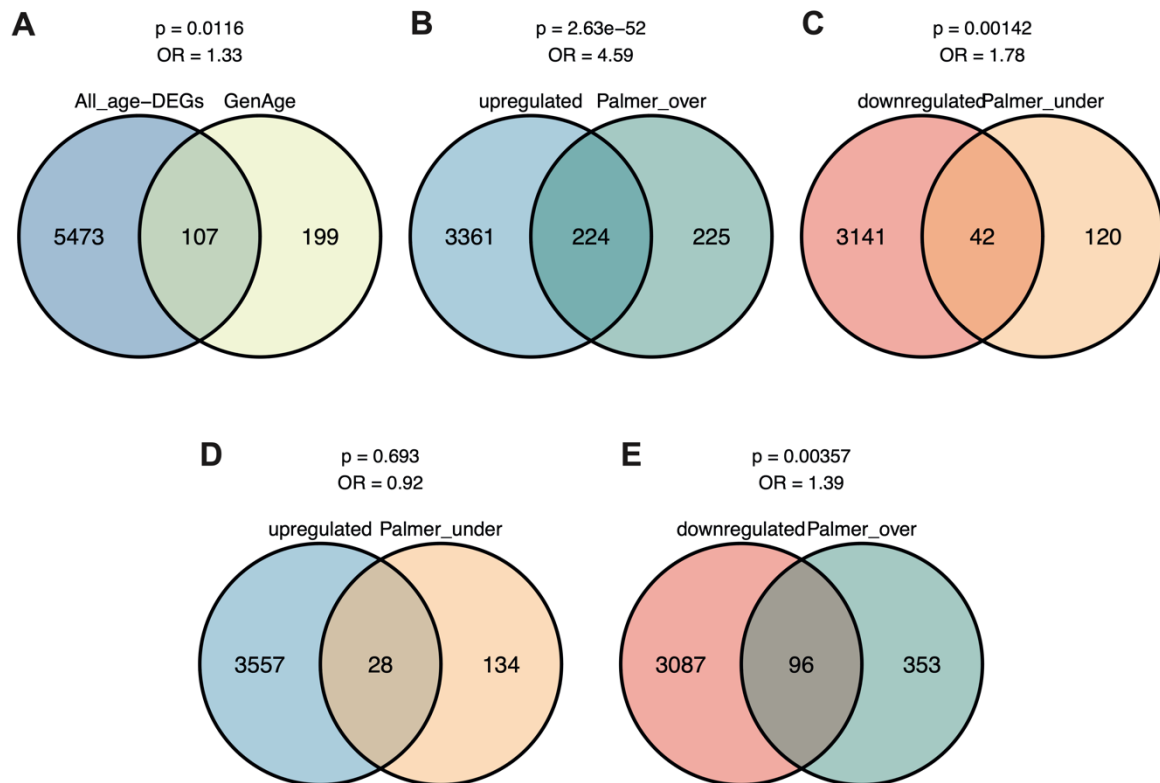 A
p = 0.0116
OR = 1.33
All_age−DEGs GenAge
5473 107 199
B
p = 2.63e−52
OR = 4.59
upregulated Palmer_over
3361 224 225
C
p = 0.00142
OR = 1.78
downregulated Palmer_under
3141 42 120
D
p = 0.693
OR = 0.92
upregulated Palmer_under
3557 28 134
E
p = 0.00357
OR = 1.39
downregulated Palmer_over
3087 96 353